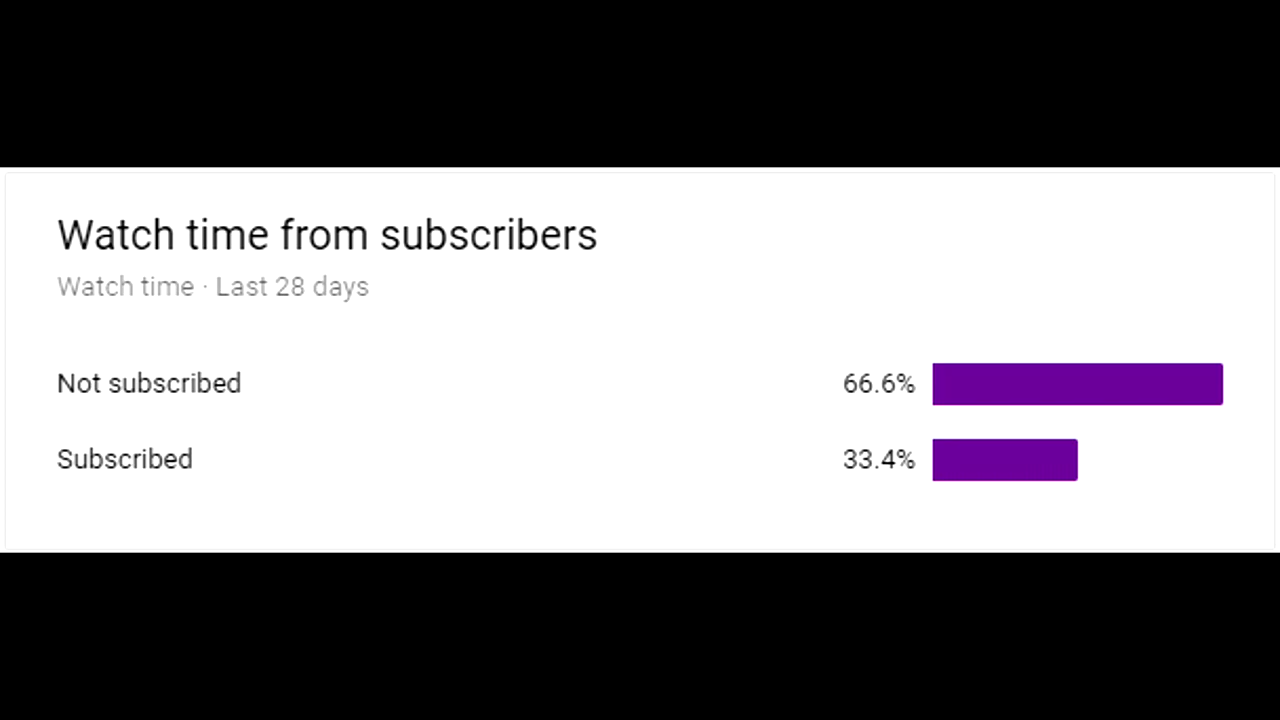 Watch time from subscribers
Watch time · Last 28 days
Not subscribed 66.6%
Subscribed 33.4%